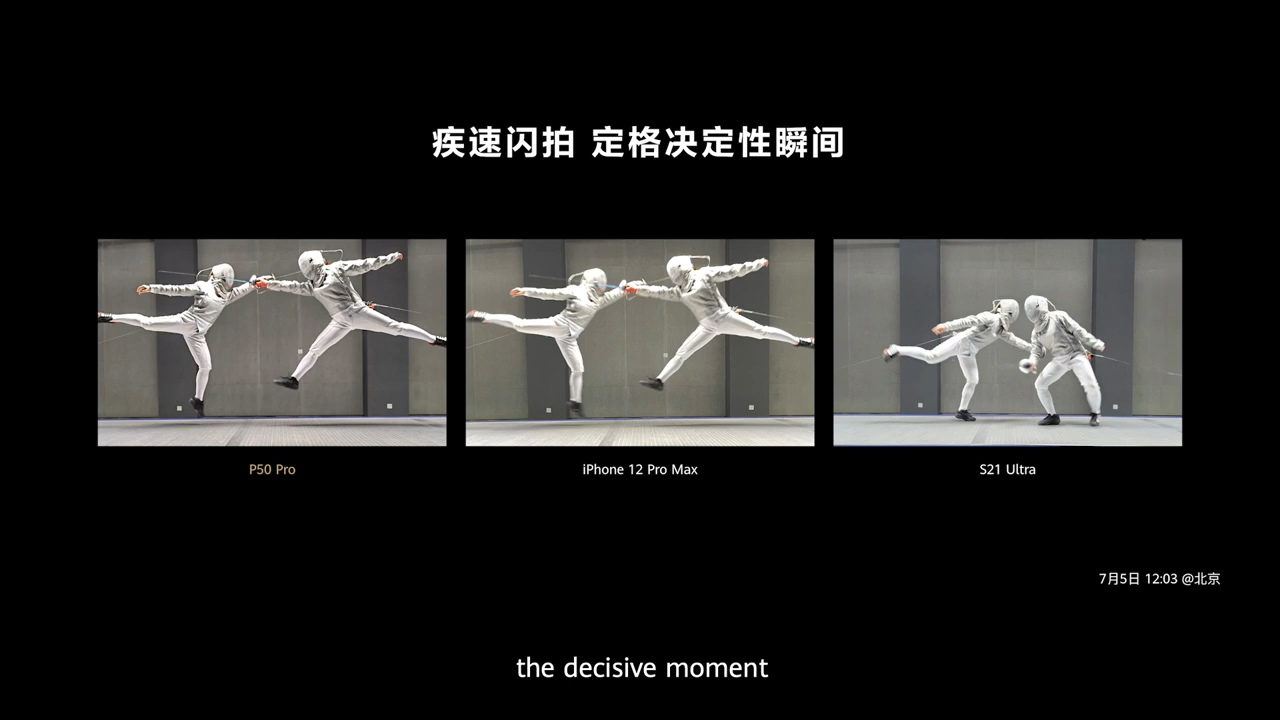 疾速闪拍 定格决定性瞬间
P50 Pro
iPhone 12 Pro Max
S21 Ultra
7月5日 12:03 @北京
the decisive moment